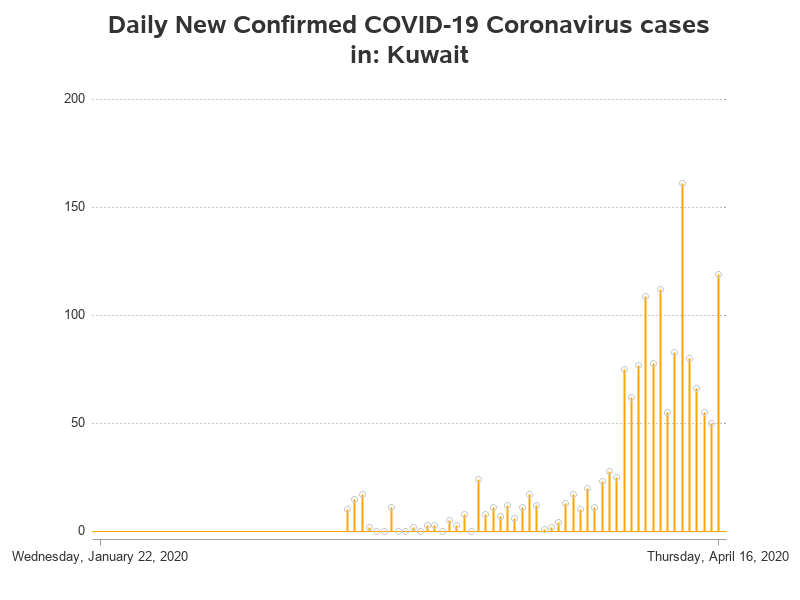 Daily New Confirmed COVID-19 Coronavirus cases
in: Kuwait
200
150
100
50
0
Wednesday, January 22, 2020
Thursday, April 16, 2020